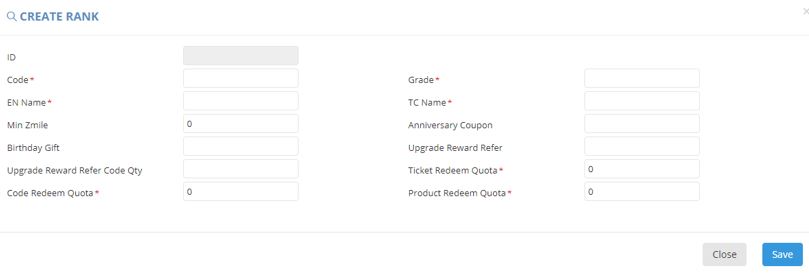 CREATE RANK
ID
Code*
Grade*
EN Name*
TC Name*
Min Zmile 0
Anniversary Coupon
Birthday Gift
Upgrade Reward Refer
Upgrade Reward Refer Code Qty
Ticket Redeem Quota* 0
Code Redeem Quota* 0
Product Redeem Quota* 0
Close
Save